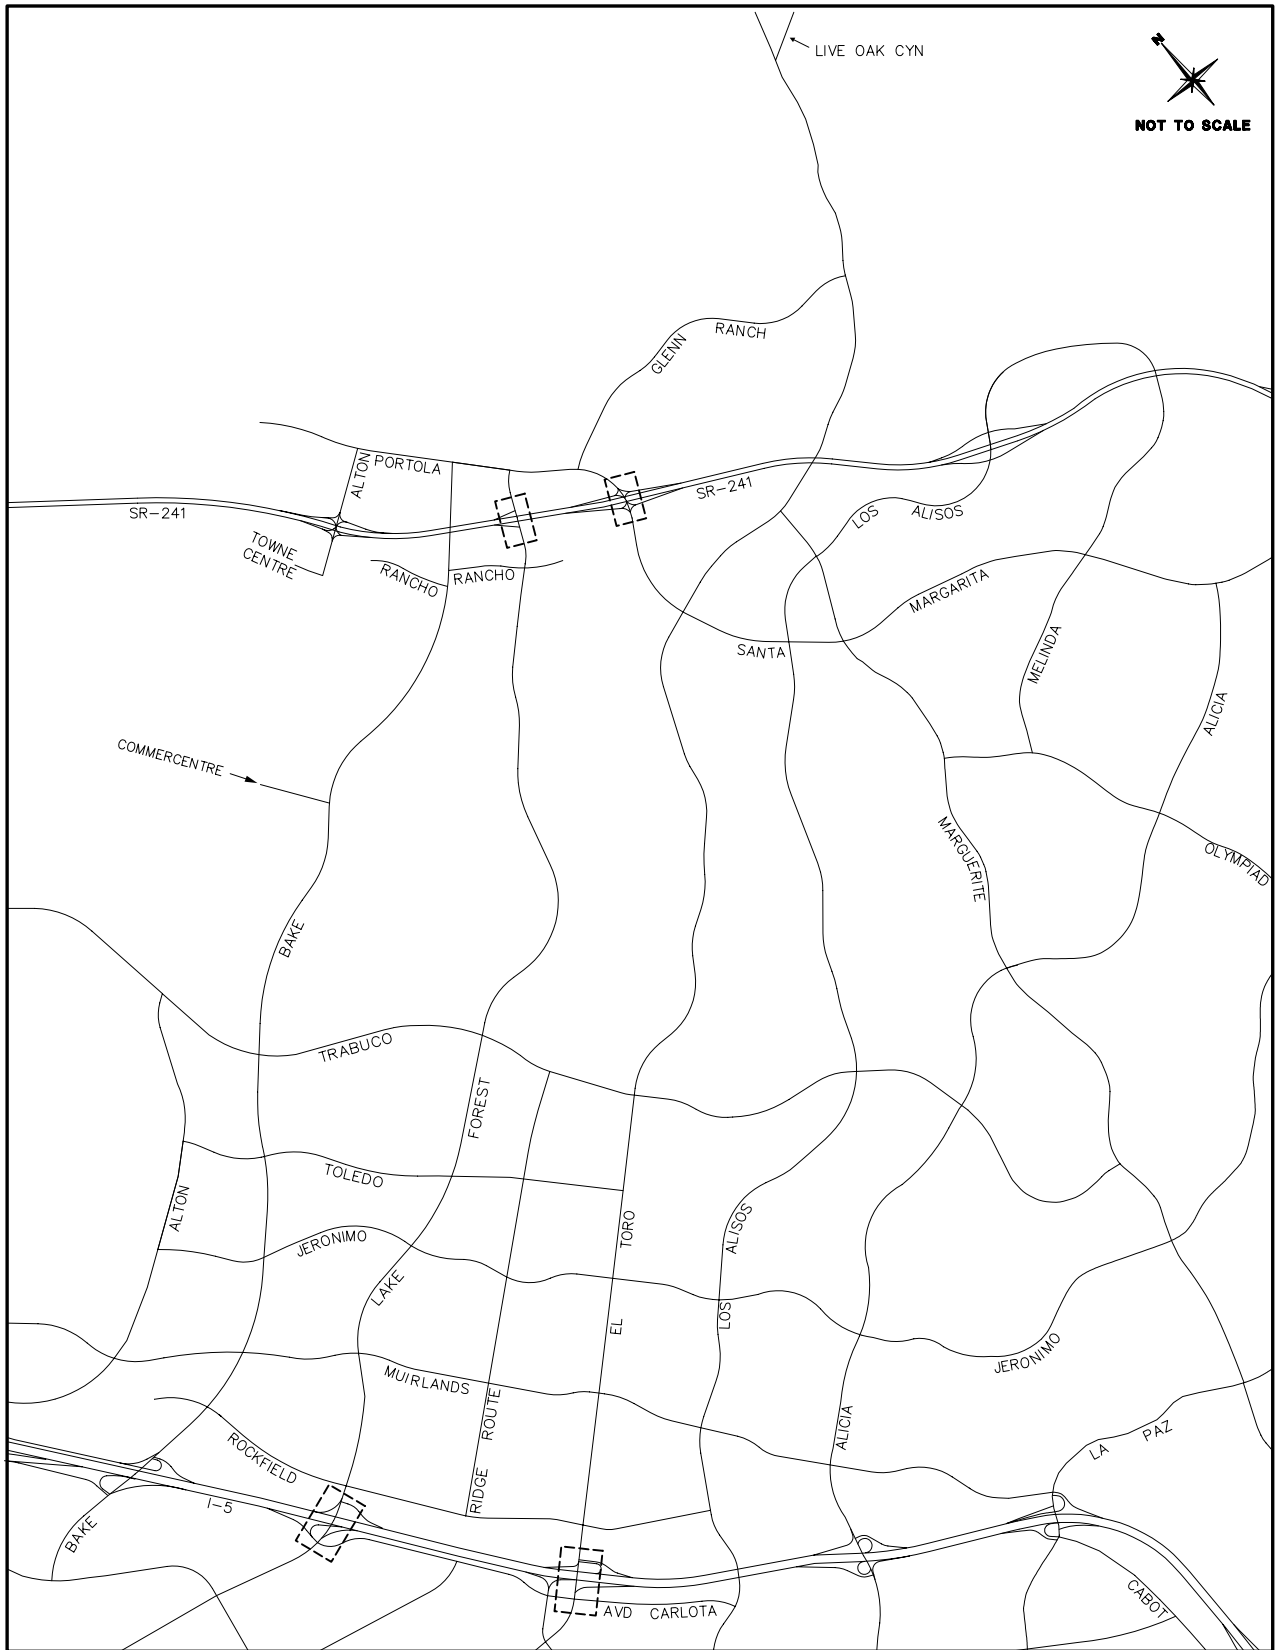 LIVE OAK CYN
N
NOT TO SCALE
GLENN
RANCH
ALTON
PORTOLA
SR-241
SR-241
LOS
ALISOS
TOWNE
CENTRE
RANCHO
RANCHO
MARGARITA
SANTA
MELINDA
ALICIA
COMMERCENTRE
MARGUERITE
OLYMPIAD
BAKE
TRABUCO
FOREST
TOLEDO
ALTON
TORO
ALISOS
JERONIMO
LAKE
EL
LOS
JERONIMO
MUIRLANDS
ROUTE
ALICIA
LA
PAZ
ROCKFIELD
RIDGE
I-5
BAKE
AVD CARLOTA
CABOT